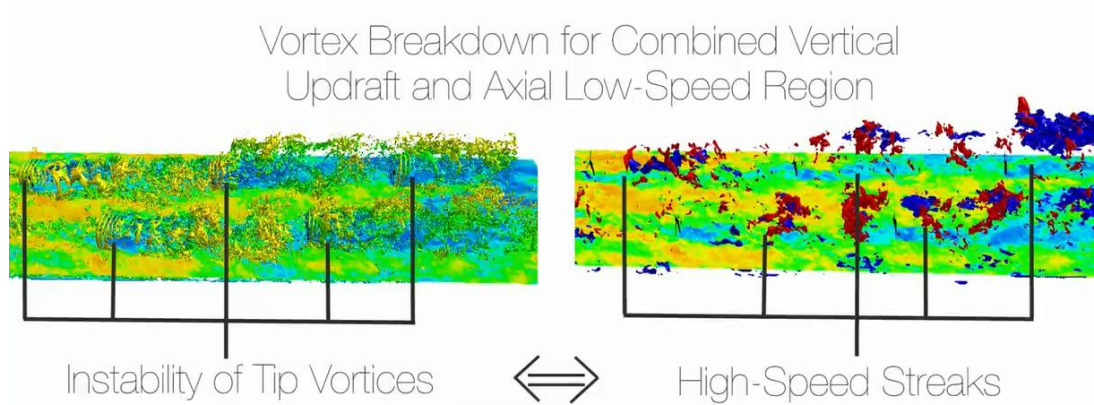 Vortex Breakdown for Combined Vertical
Updraft and Axial Low-Speed Region
Instability of Tip Vortices
High-Speed Streaks